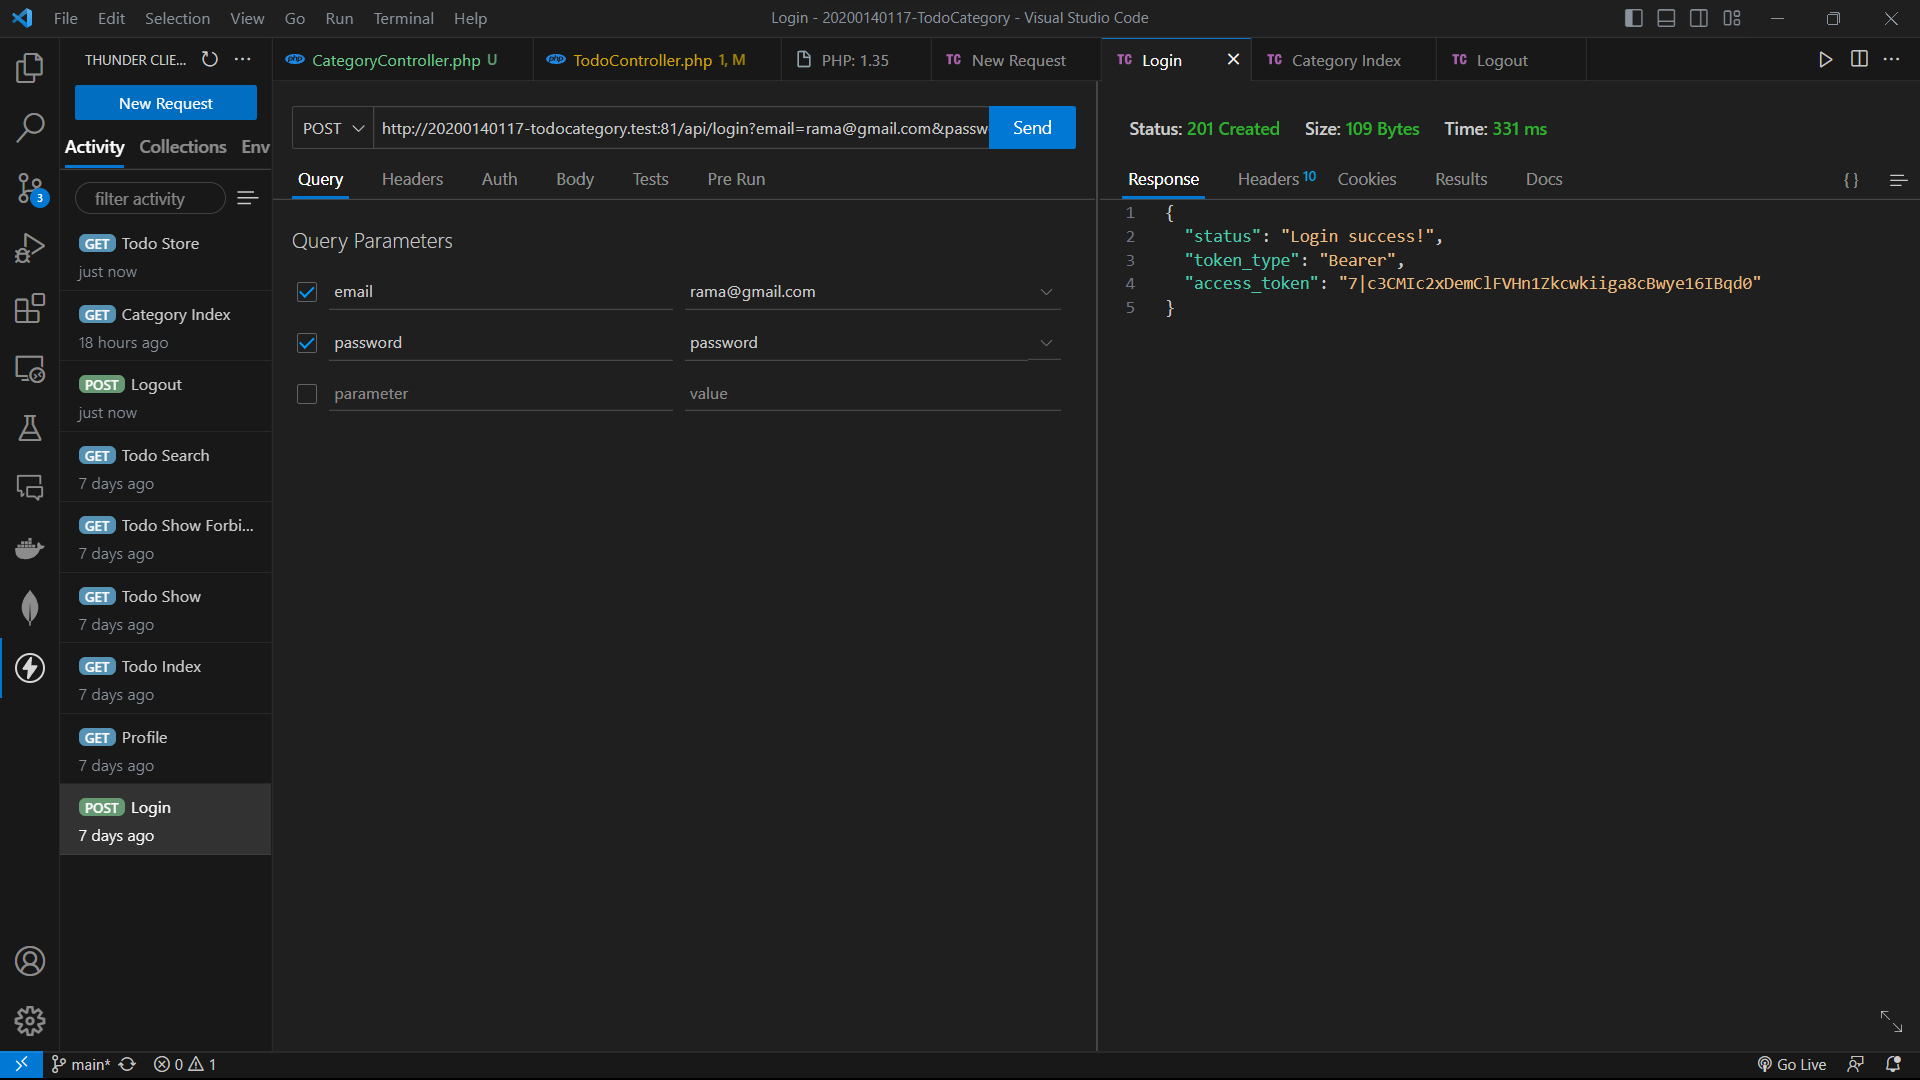 File Edit Selection View Go Run Terminal Help
Login - 20200140117-TodoCategory - Visual Studio Code
THUNDER CLIE...
CategoryController.php U
TodoController.php 1, M
PHP: 1.35
TC New Request
TC Login
TC Category Index
TC Logout
New Request
Activity Collections Env
filter activity
GET Todo Store
just now
GET Category Index
18 hours ago
POST Logout
just now
GET Todo Search
7 days ago
GET Todo Show Forbi...
7 days ago
GET Todo Show
7 days ago
GET Todo Index
7 days ago
GET Profile
7 days ago
POST Login
7 days ago
3
POST http://20200140117-todocategory.test:81/api/login?email=rama@gmail.com&passw Send
Query Headers Auth Body Tests Pre Run
Query Parameters
email rama@gmail.com
password password
parameter value
Status: 201 Created Size: 109 Bytes Time: 331 ms
Response Headers 10 Cookies Results Docs { }
1 {
2 "status": "Login success!",
3 "token_type": "Bearer",
4 "access_token": "7|c3CMIc2xDemClFVHn1Zkcwkiiga8cBwye16IBqd0"
5 }
main* 0 1
Go Live